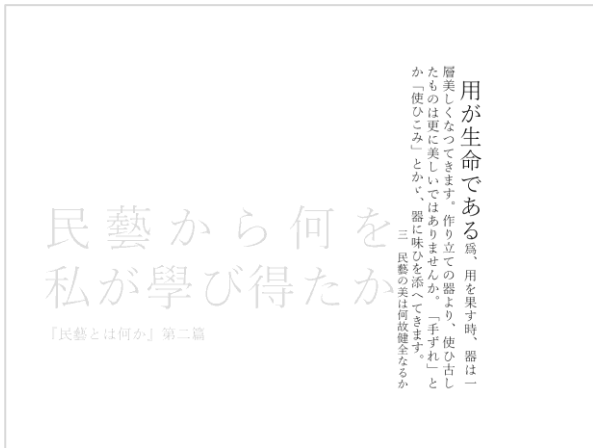 用が生命である爲、用を果す時、器は一
層美しくなつてきます。作り立ての器より、使ひ古し
たものは更に美しいではありませんか。「手ずれ」と
か「使ひこみ」とかゞ、器に味ひを添へてきます。
三 民藝の美は何故健全なるか
民藝から何を
私が學び得たか
『民藝とは何か』第二篇